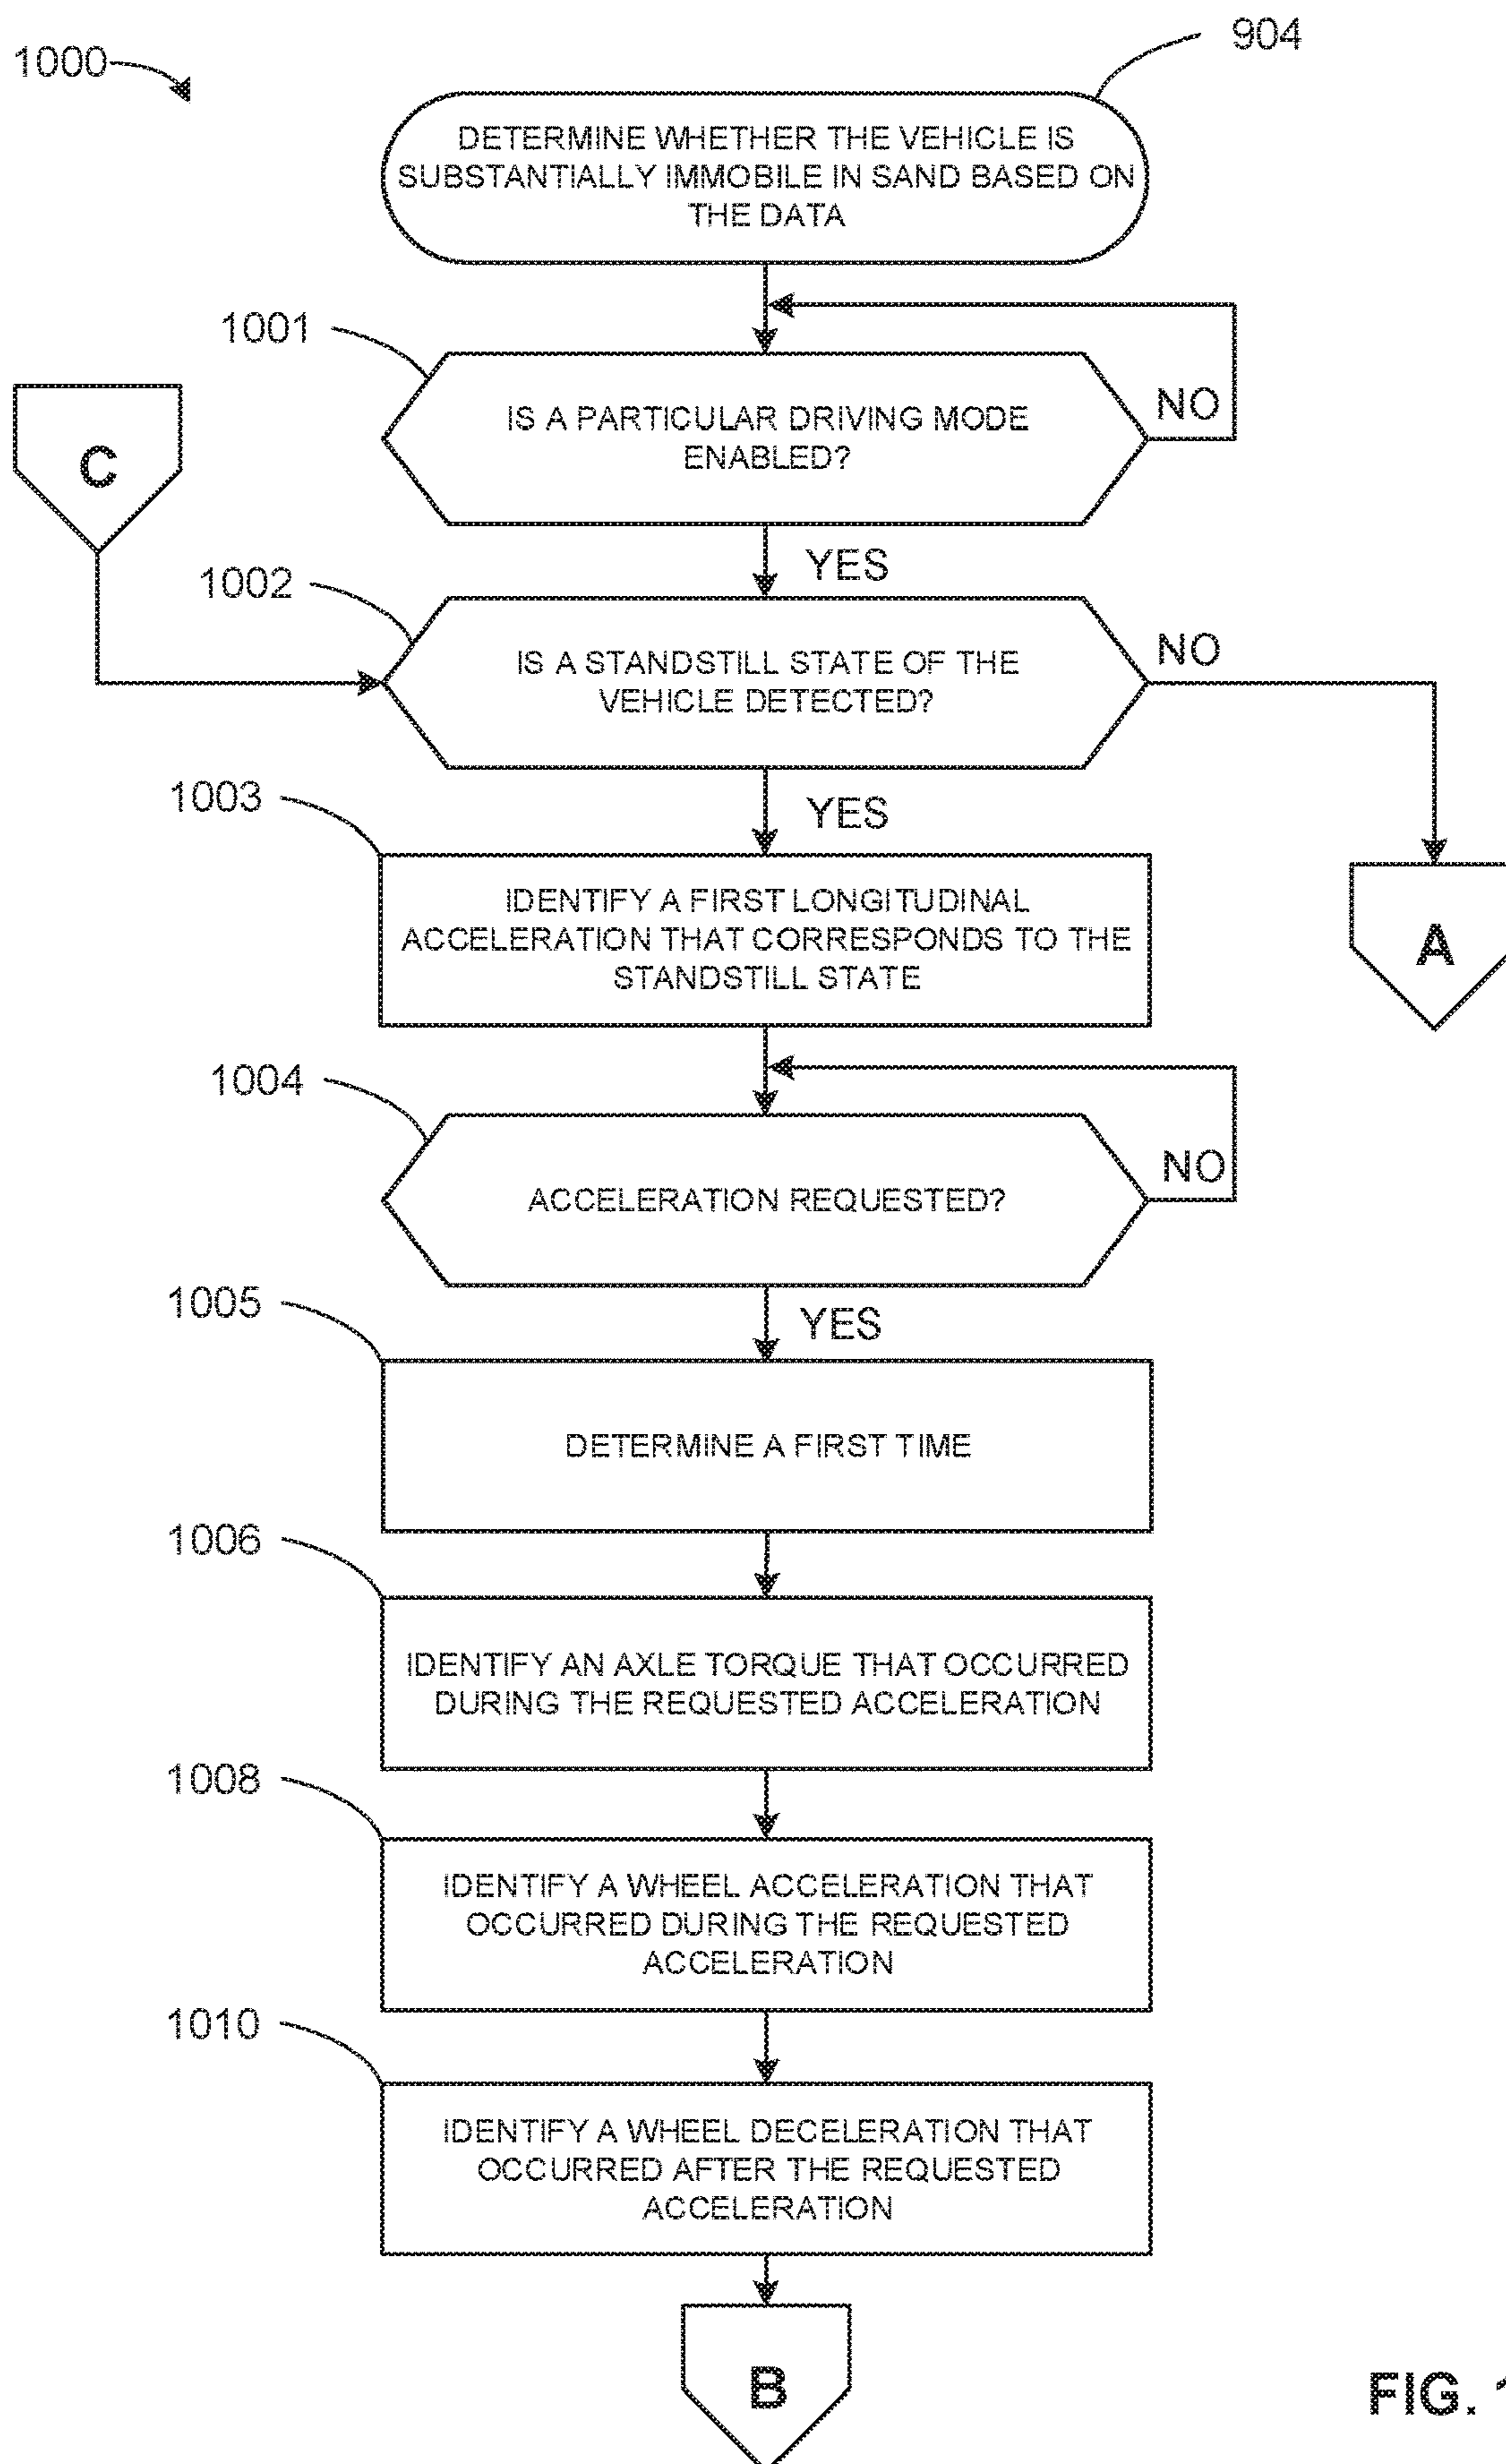 1000
904
DETERMINE WHETHER THE VEHICLE IS
SUBSTANTIALLY IMMOBILE IN SAND BASED ON
THE DATA
1001
IS A PARTICULAR DRIVING MODE
ENABLED?
NO
C
YES
1002
IS A STANDSTILL STATE OF THE
VEHICLE DETECTED?
NO
1003
YES
IDENTIFY A FIRST LONGITUDINAL
ACCELERATION THAT CORRESPONDS TO THE
STANDSTILL STATE
A
1004
ACCELERATION REQUESTED?
NO
1005
YES
DETERMINE A FIRST TIME
1006
IDENTIFY AN AXLE TORQUE THAT OCCURRED
DURING THE REQUESTED ACCELERATION
1008
IDENTIFY A WHEEL ACCELERATION THAT
OCCURRED DURING THE REQUESTED
ACCELERATION
1010
IDENTIFY A WHEEL DECELERATION THAT
OCCURRED AFTER THE REQUESTED
ACCELERATION
B
FIG.